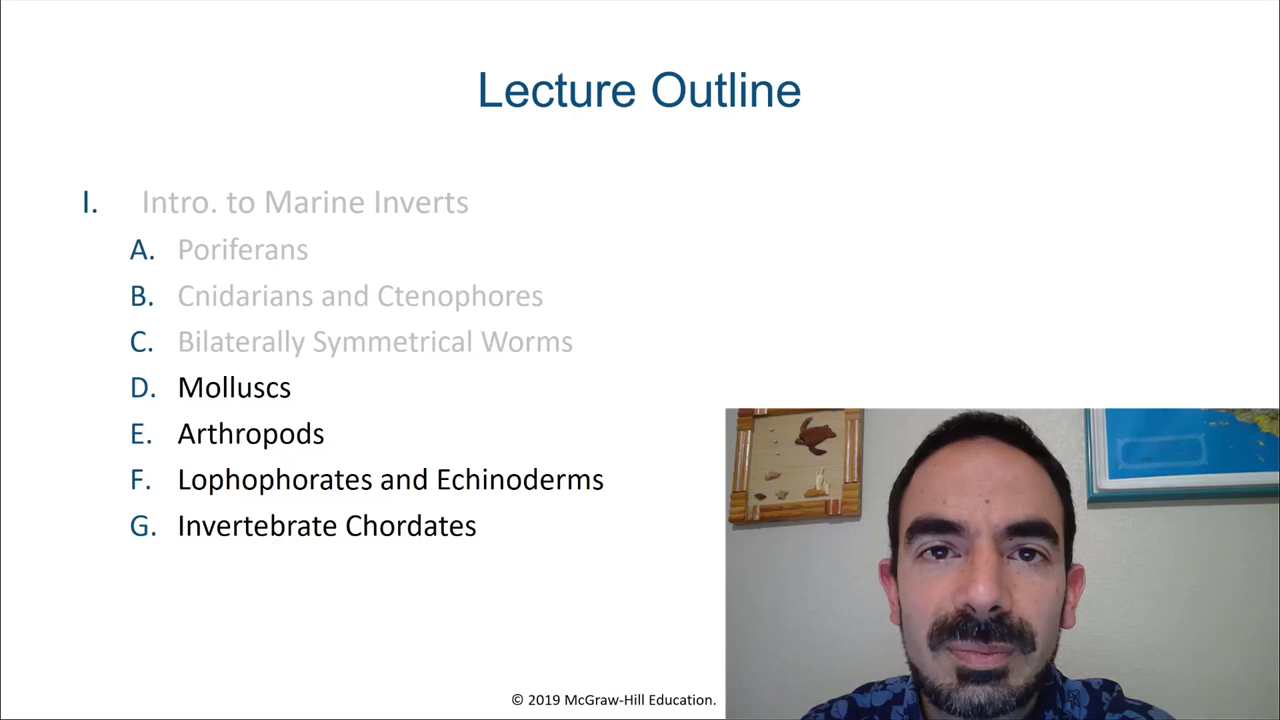 Lecture Outline
I. Intro. to Marine Inverts
A. Poriferans
B. Cnidarians and Ctenophores
C. Bilaterally Symmetrical Worms
D. Molluscs
E. Arthropods
F. Lophophorates and Echinoderms
G. Invertebrate Chordates
© 2019 McGraw-Hill Education.